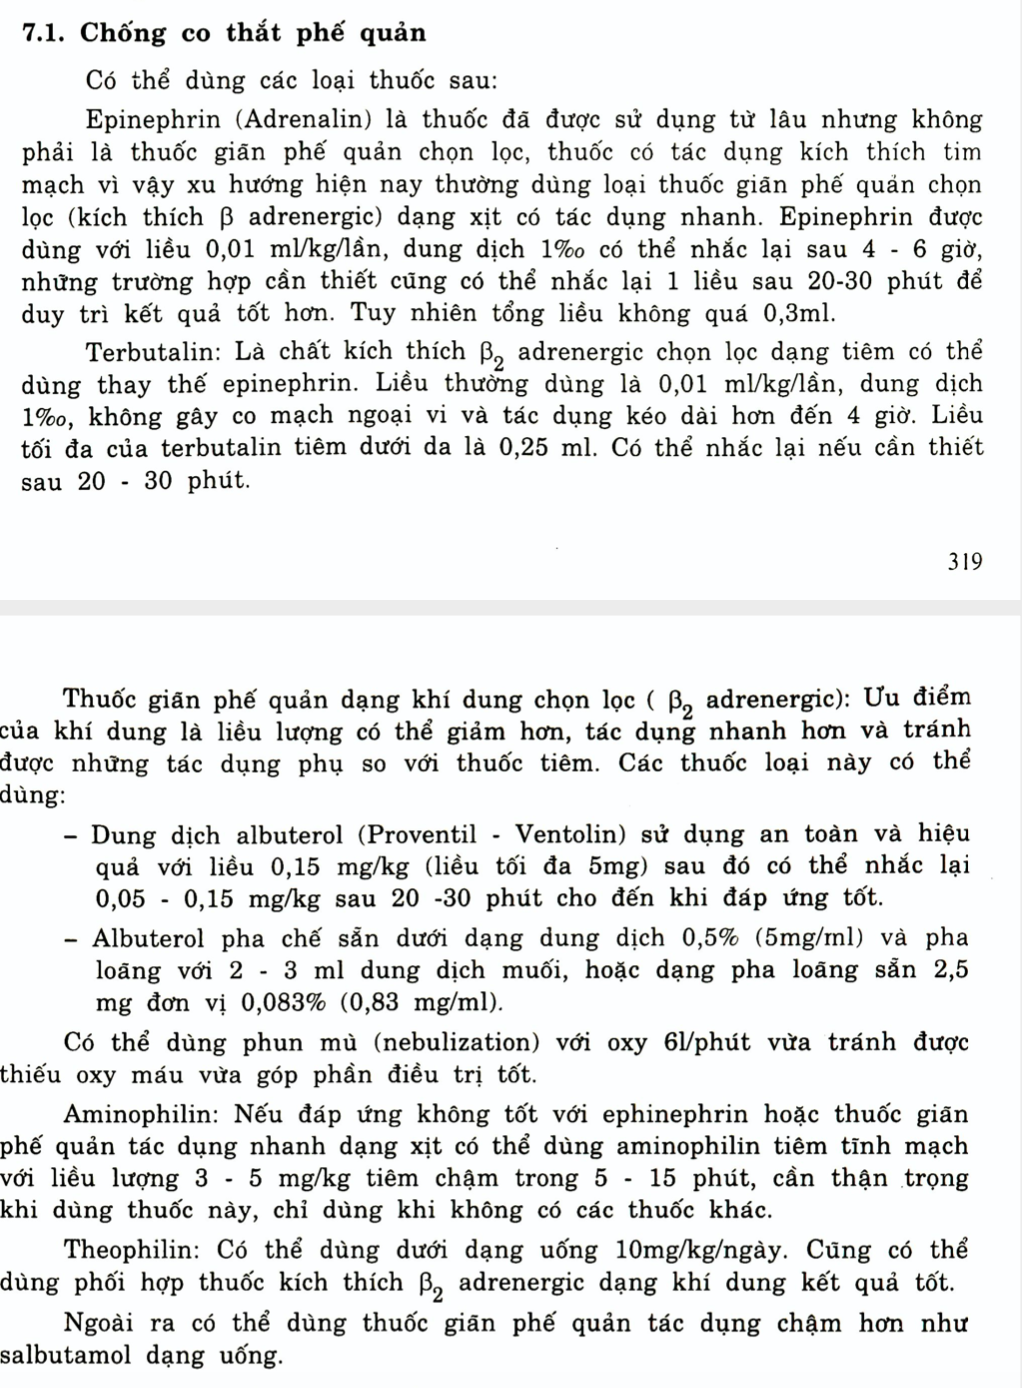 7.1. Chống co thắt phế quản
Có thể dùng các loại thuốc sau:
Epinephrin (Adrenalin) là thuốc đã được sử dụng từ lâu nhưng không
phải là thuốc giãn phế quản chọn lọc, thuốc có tác dụng kích thích tim
mạch vì vậy xu hướng hiện nay thường dùng loại thuốc giãn phế quản chọn
lọc (kích thích β adrenergic) dạng xịt có tác dụng nhanh. Epinephrin được
dùng với liều 0,01 ml/kg/lần, dung dịch 1‰ có thể nhắc lại sau 4 - 6 giờ,
những trường hợp cần thiết cũng có thể nhắc lại 1 liều sau 20-30 phút để
duy trì kết quả tốt hơn. Tuy nhiên tổng liều không quá 0,3ml.
Terbutalin: Là chất kích thích β₂ adrenergic chọn lọc dạng tiêm có thể
dùng thay thế epinephrin. Liều thường dùng là 0,01 ml/kg/lần, dung dịch
1‰, không gây co mạch ngoại vi và tác dụng kéo dài hơn đến 4 giờ. Liều
tối đa của terbutalin tiêm dưới da là 0,25 ml. Có thể nhắc lại nếu cần thiết
sau 20 - 30 phút.
319
Thuốc giãn phế quản dạng khí dung chọn lọc ( β₂ adrenergic): Ưu điểm
của khí dung là liều lượng có thể giảm hơn, tác dụng nhanh hơn và tránh
được những tác dụng phụ so với thuốc tiêm. Các thuốc loại này có thể
dùng:
– Dung dịch albuterol (Proventil - Ventolin) sử dụng an toàn và hiệu
quả với liều 0,15 mg/kg (liều tối đa 5mg) sau đó có thể nhắc lại
0,05 - 0,15 mg/kg sau 20 -30 phút cho đến khi đáp ứng tốt.
– Albuterol pha chế sẵn dưới dạng dung dịch 0,5% (5mg/ml) và pha
loãng với 2 - 3 ml dung dịch muối, hoặc dạng pha loãng sẵn 2,5
mg đơn vị 0,083% (0,83 mg/ml).
Có thể dùng phun mù (nebulization) với oxy 6l/phút vừa tránh được
thiếu oxy máu vừa góp phần điều trị tốt.
Aminophilin: Nếu đáp ứng không tốt với ephinephrin hoặc thuốc giãn
phế quản tác dụng nhanh dạng xịt có thể dùng aminophilin tiêm tĩnh mạch
với liều lượng 3 - 5 mg/kg tiêm chậm trong 5 - 15 phút, cần thận trọng
khi dùng thuốc này, chỉ dùng khi không có các thuốc khác.
Theophilin: Có thể dùng dưới dạng uống 10mg/kg/ngày. Cũng có thể
dùng phối hợp thuốc kích thích β₂ adrenergic dạng khí dung kết quả tốt.
Ngoài ra có thể dùng thuốc giãn phế quản tác dụng chậm hơn như
salbutamol dạng uống.